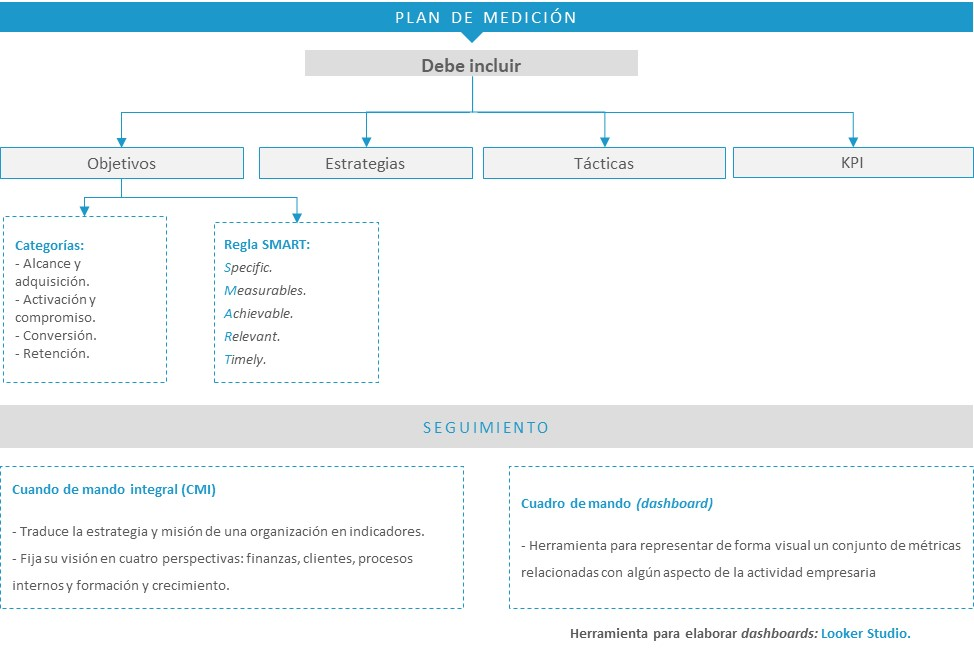 PLAN DE MEDICIÓN
Debe incluir
Objetivos
Estrategias
Tácticas
KPI
Categorías:
- Alcance y
adquisición.
- Activación y
compromiso.
- Conversión.
- Retención.
Regla SMART:
Specific.
Measurables.
Achievable.
Relevant.
Timely.
SEGUIMIENTO
Cuando de mando integral (CMI)
- Traduce la estrategia y misión de una organización en indicadores.
- Fija su visión en cuatro perspectivas: finanzas, clientes, procesos
internos y formación y crecimiento.
Cuadro de mando (dashboard)
- Herramienta para representar de forma visual un conjunto de métricas
relacionadas con algún aspecto de la actividad empresaria
Herramienta para elaborar dashboards: Looker Studio.